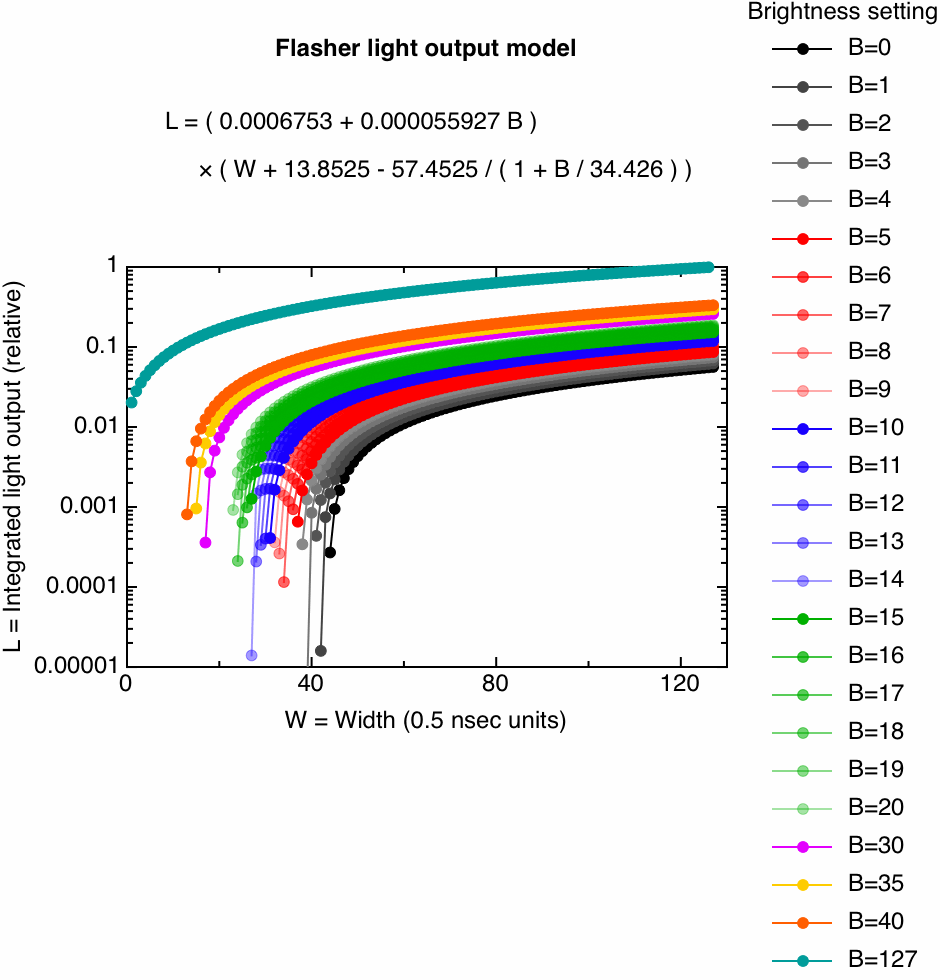 Brightness setting
Flasher light output model
L = ( 0.0006753 + 0.000055927 B )
× ( W + 13.8525 - 57.4525 / ( 1 + B / 34.426 ) )
B=0
B=1
B=2
B=3
B=4
B=5
B=6
B=7
B=8
B=9
B=10
B=11
B=12
B=13
B=14
B=15
B=16
B=17
B=18
B=19
B=20
B=30
B=35
B=40
B=127
L = Integrated light output (relative)
1
0.1
0.01
0.001
0.0001
0.00001
0 40 80 120
W = Width (0.5 nsec units)